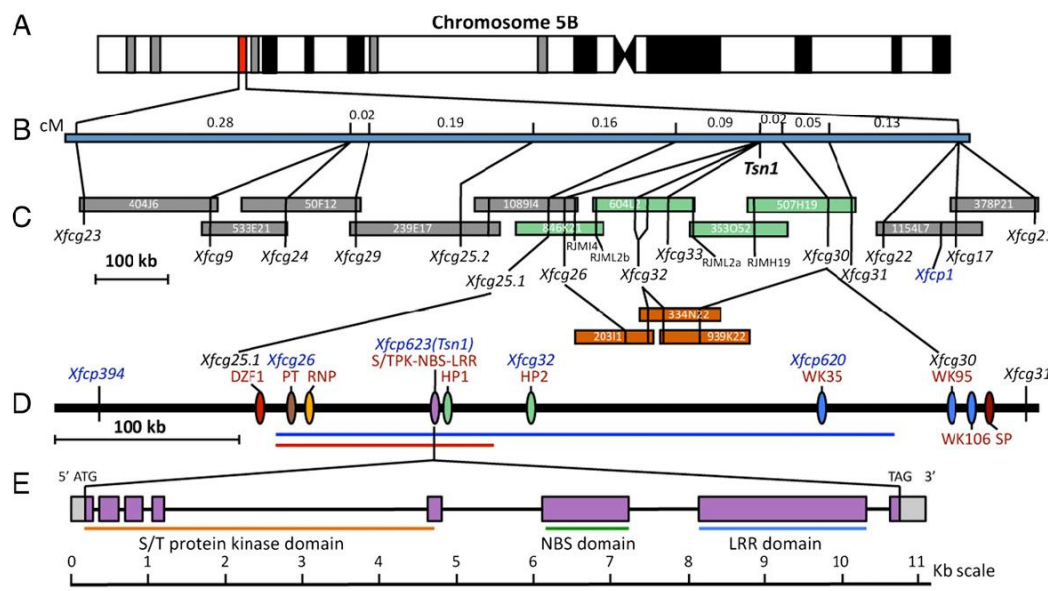 A
Chromosome 5B
B
cM
0.28
0.02
0.19
0.16
0.09
0.02
0.05
0.13
Tsn1
C
404J6
50F12
1089I4
604L2
507H19
378P21
533E21
239E17
846K21
353O52
1154L7
Xfcg23
Xfcg9
Xfcg24
Xfcg29
Xfcg25.2
RJMI4
RJML2b
Xfcg33
RJML2a
RJMH19
Xfcg30
Xfcg22
Xfcg17
Xfcg21
100 kb
Xfcg25.1
Xfcg26
Xfcg32
Xfcg31
Xfcp1
334N22
203I1
939K22
Xfcp394
Xfcg25.1
Xfcg26
Xfcp623(Tsn1)
Xfcg32
Xfcp620
Xfcg30
Xfcg31
DZF1
PT
RNP
S/TPK-NBS-LRR
HP1
HP2
WK35
WK95
D
100 kb
WK106
SP
E
5’ ATG
TAG 3’
S/T protein kinase domain
NBS domain
LRR domain
0 1 2 3 4 5 6 7 8 9 10 11
Kb scale